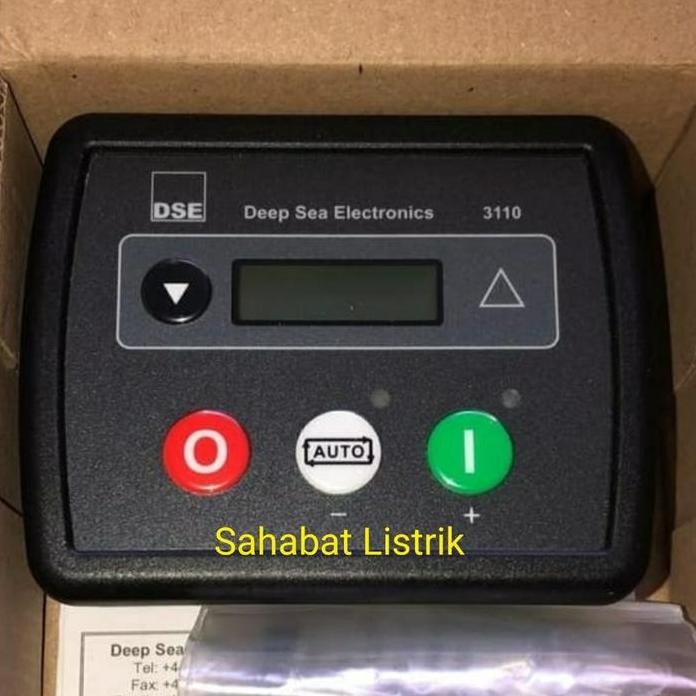 DSE
Deep Sea Electronics
3110
O
AUTO
I
– +
Sahabat Listrik
Deep Sea
Tel: +4
Fax: +4